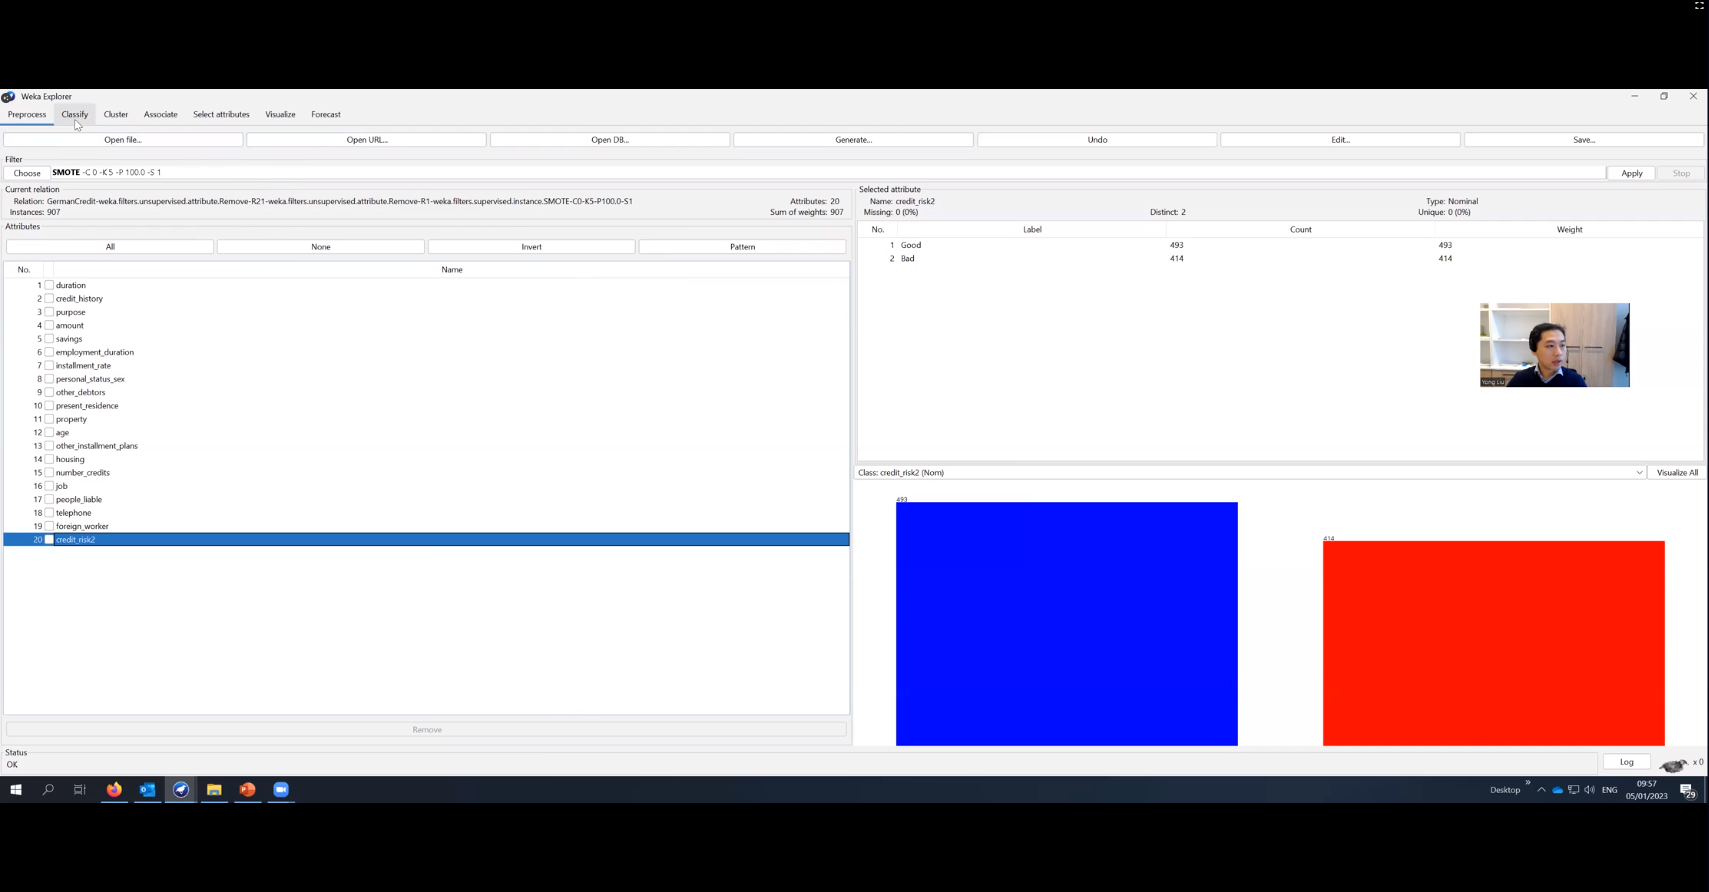 Weka Explorer
Preprocess Classify Cluster Associate Select attributes Visualize Forecast
Open file... Open URL... Open DB... Generate... Undo Edit... Save...
Filter
Choose SMOTE -C 0 -K 5 -P 100.0 -S 1 Apply Stop
Current relation
Relation: GermanCredit-weka.filters.unsupervised.attribute.Remove-R21-weka.filters.unsupervised.attribute.Remove-R1-weka.filters.supervised.instance.SMOTE-C0-K5-P100.0-S1 Attributes: 20
Instances: 907 Sum of weights: 907
Attributes
All None Invert Pattern
No. Name
1 duration
2 credit_history
3 purpose
4 amount
5 savings
6 employment_duration
7 installment_rate
8 personal_status_sex
9 other_debtors
10 present_residence
11 property
12 age
13 other_installment_plans
14 housing
15 number_credits
16 job
17 people_liable
18 telephone
19 foreign_worker
20 credit_risk2
Remove
Selected attribute
Name: credit_risk2 Type: Nominal
Missing: 0 (0%) Distinct: 2 Unique: 0 (0%)
No. Label Count Weight
1 Good 493 493
2 Bad 414 414
Yong Liu
Class: credit_risk2 (Nom) Visualize All
493
414
Status
OK
Log x 0
Desktop ENG 09:57
05/01/2023 29